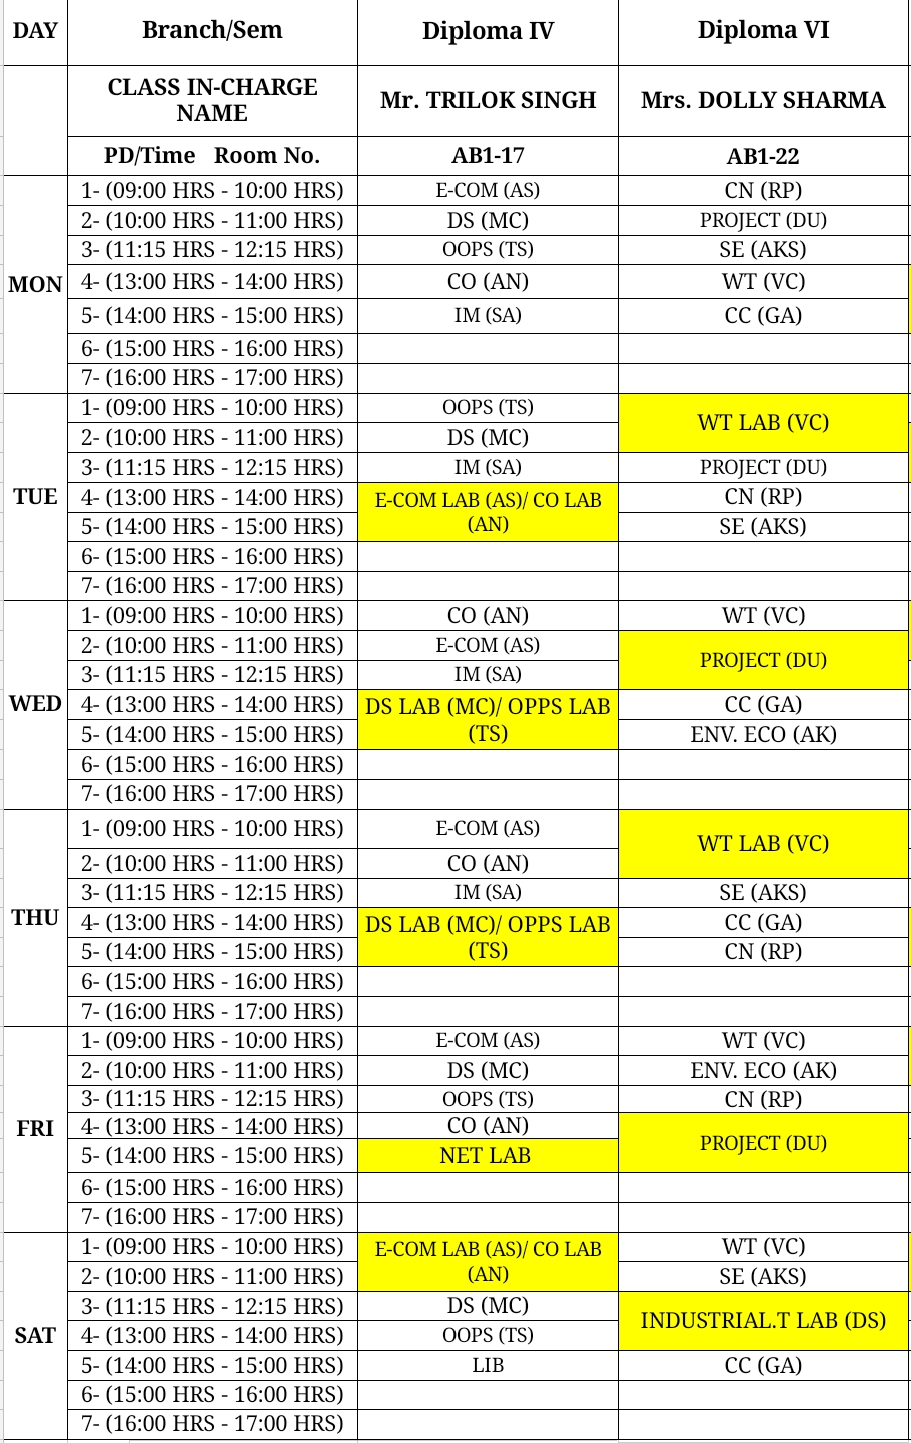 DAY Branch/Sem Diploma IV Diploma VI
CLASS IN-CHARGE
NAME Mr. TRILOK SINGH Mrs. DOLLY SHARMA
PD/Time Room No. AB1-17 AB1-22
MON
1- (09:00 HRS - 10:00 HRS) E-COM (AS) CN (RP)
2- (10:00 HRS - 11:00 HRS) DS (MC) PROJECT (DU)
3- (11:15 HRS - 12:15 HRS) OOPS (TS) SE (AKS)
4- (13:00 HRS - 14:00 HRS) CO (AN) WT (VC)
5- (14:00 HRS - 15:00 HRS) IM (SA) CC (GA)
6- (15:00 HRS - 16:00 HRS)
7- (16:00 HRS - 17:00 HRS)
TUE
1- (09:00 HRS - 10:00 HRS) OOPS (TS) WT LAB (VC)
2- (10:00 HRS - 11:00 HRS) DS (MC)
3- (11:15 HRS - 12:15 HRS) IM (SA) PROJECT (DU)
4- (13:00 HRS - 14:00 HRS) E-COM LAB (AS)/ CO LAB CN (RP)
5- (14:00 HRS - 15:00 HRS) (AN) SE (AKS)
6- (15:00 HRS - 16:00 HRS)
7- (16:00 HRS - 17:00 HRS)
WED
1- (09:00 HRS - 10:00 HRS) CO (AN) WT (VC)
2- (10:00 HRS - 11:00 HRS) E-COM (AS) PROJECT (DU)
3- (11:15 HRS - 12:15 HRS) IM (SA)
4- (13:00 HRS - 14:00 HRS) DS LAB (MC)/ OPPS LAB CC (GA)
5- (14:00 HRS - 15:00 HRS) (TS) ENV. ECO (AK)
6- (15:00 HRS - 16:00 HRS)
7- (16:00 HRS - 17:00 HRS)
THU
1- (09:00 HRS - 10:00 HRS) E-COM (AS) WT LAB (VC)
2- (10:00 HRS - 11:00 HRS) CO (AN)
3- (11:15 HRS - 12:15 HRS) IM (SA) SE (AKS)
4- (13:00 HRS - 14:00 HRS) DS LAB (MC)/ OPPS LAB CC (GA)
5- (14:00 HRS - 15:00 HRS) (TS) CN (RP)
6- (15:00 HRS - 16:00 HRS)
7- (16:00 HRS - 17:00 HRS)
FRI
1- (09:00 HRS - 10:00 HRS) E-COM (AS) WT (VC)
2- (10:00 HRS - 11:00 HRS) DS (MC) ENV. ECO (AK)
3- (11:15 HRS - 12:15 HRS) OOPS (TS) CN (RP)
4- (13:00 HRS - 14:00 HRS) CO (AN) PROJECT (DU)
5- (14:00 HRS - 15:00 HRS) NET LAB
6- (15:00 HRS - 16:00 HRS)
7- (16:00 HRS - 17:00 HRS)
SAT
1- (09:00 HRS - 10:00 HRS) E-COM LAB (AS)/ CO LAB WT (VC)
2- (10:00 HRS - 11:00 HRS) (AN) SE (AKS)
3- (11:15 HRS - 12:15 HRS) DS (MC) INDUSTRIAL.T LAB (DS)
4- (13:00 HRS - 14:00 HRS) OOPS (TS)
5- (14:00 HRS - 15:00 HRS) LIB CC (GA)
6- (15:00 HRS - 16:00 HRS)
7- (16:00 HRS - 17:00 HRS)